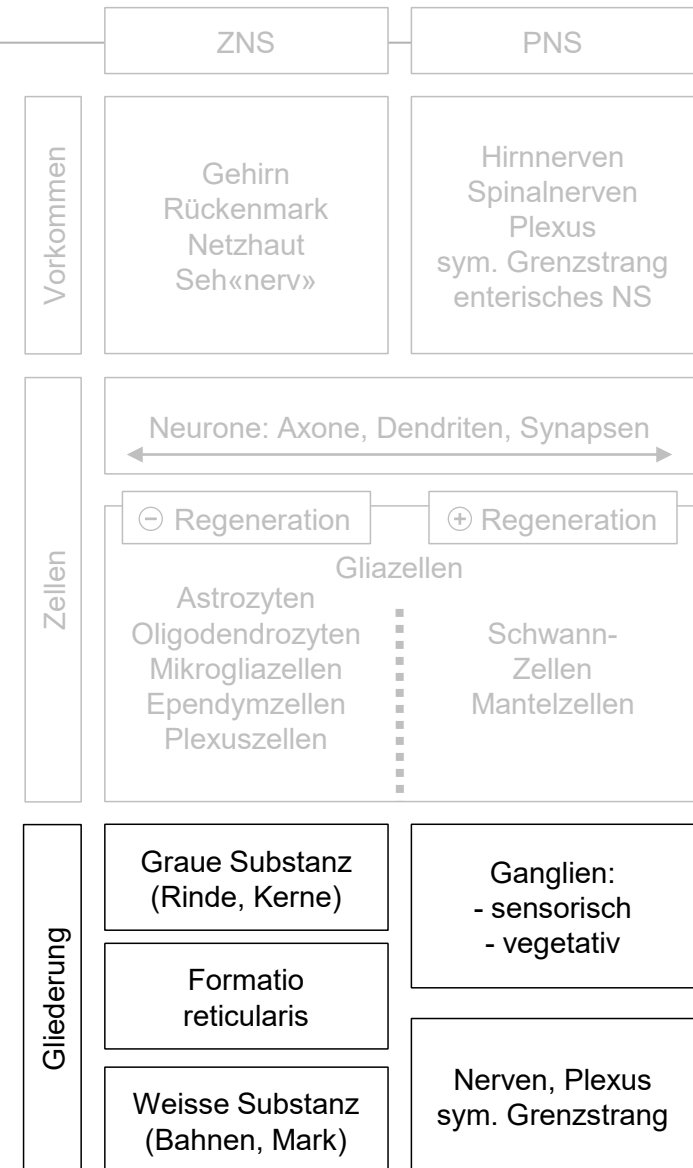 ZNS
PNS
Vorkommen
Gehirn
Rückenmark
Netzhaut
Seh«nerv»
Hirnnerven
Spinalnerven
Plexus
sym. Grenzstrang
enterisches NS
Zellen
Neurone: Axone, Dendriten, Synapsen
⊖ Regeneration
⊕ Regeneration
Gliazellen
Astrozyten
Oligodendrozyten
Mikrogliazellen
Ependymzellen
Plexuszellen
Schwann-
Zellen
Mantelzellen
Gliederung
Graue Substanz
(Rinde, Kerne)
Formatio
reticularis
Weisse Substanz
(Bahnen, Mark)
Ganglien:
- sensorisch
- vegetativ
Nerven, Plexus
sym. Grenzstrang